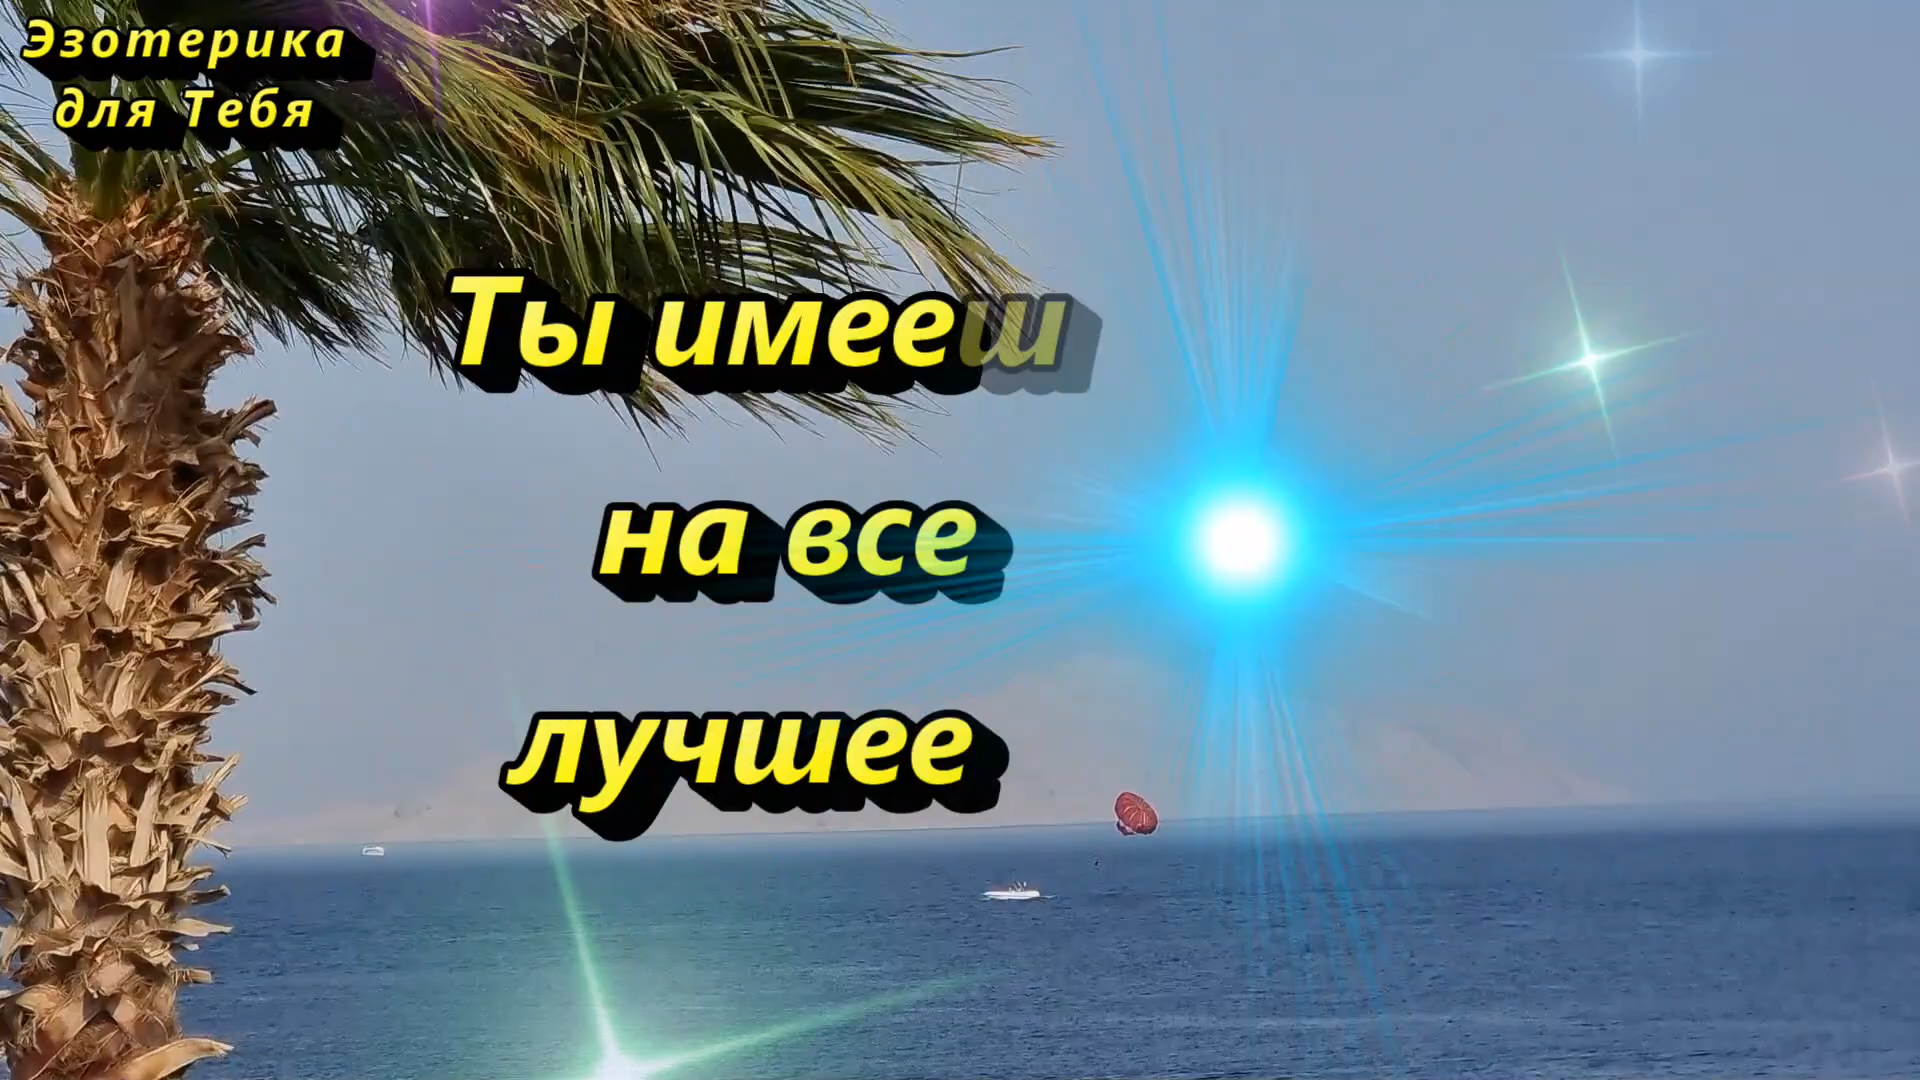 Эзотерика
для Тебя
Ты имееш
на все
лучшее